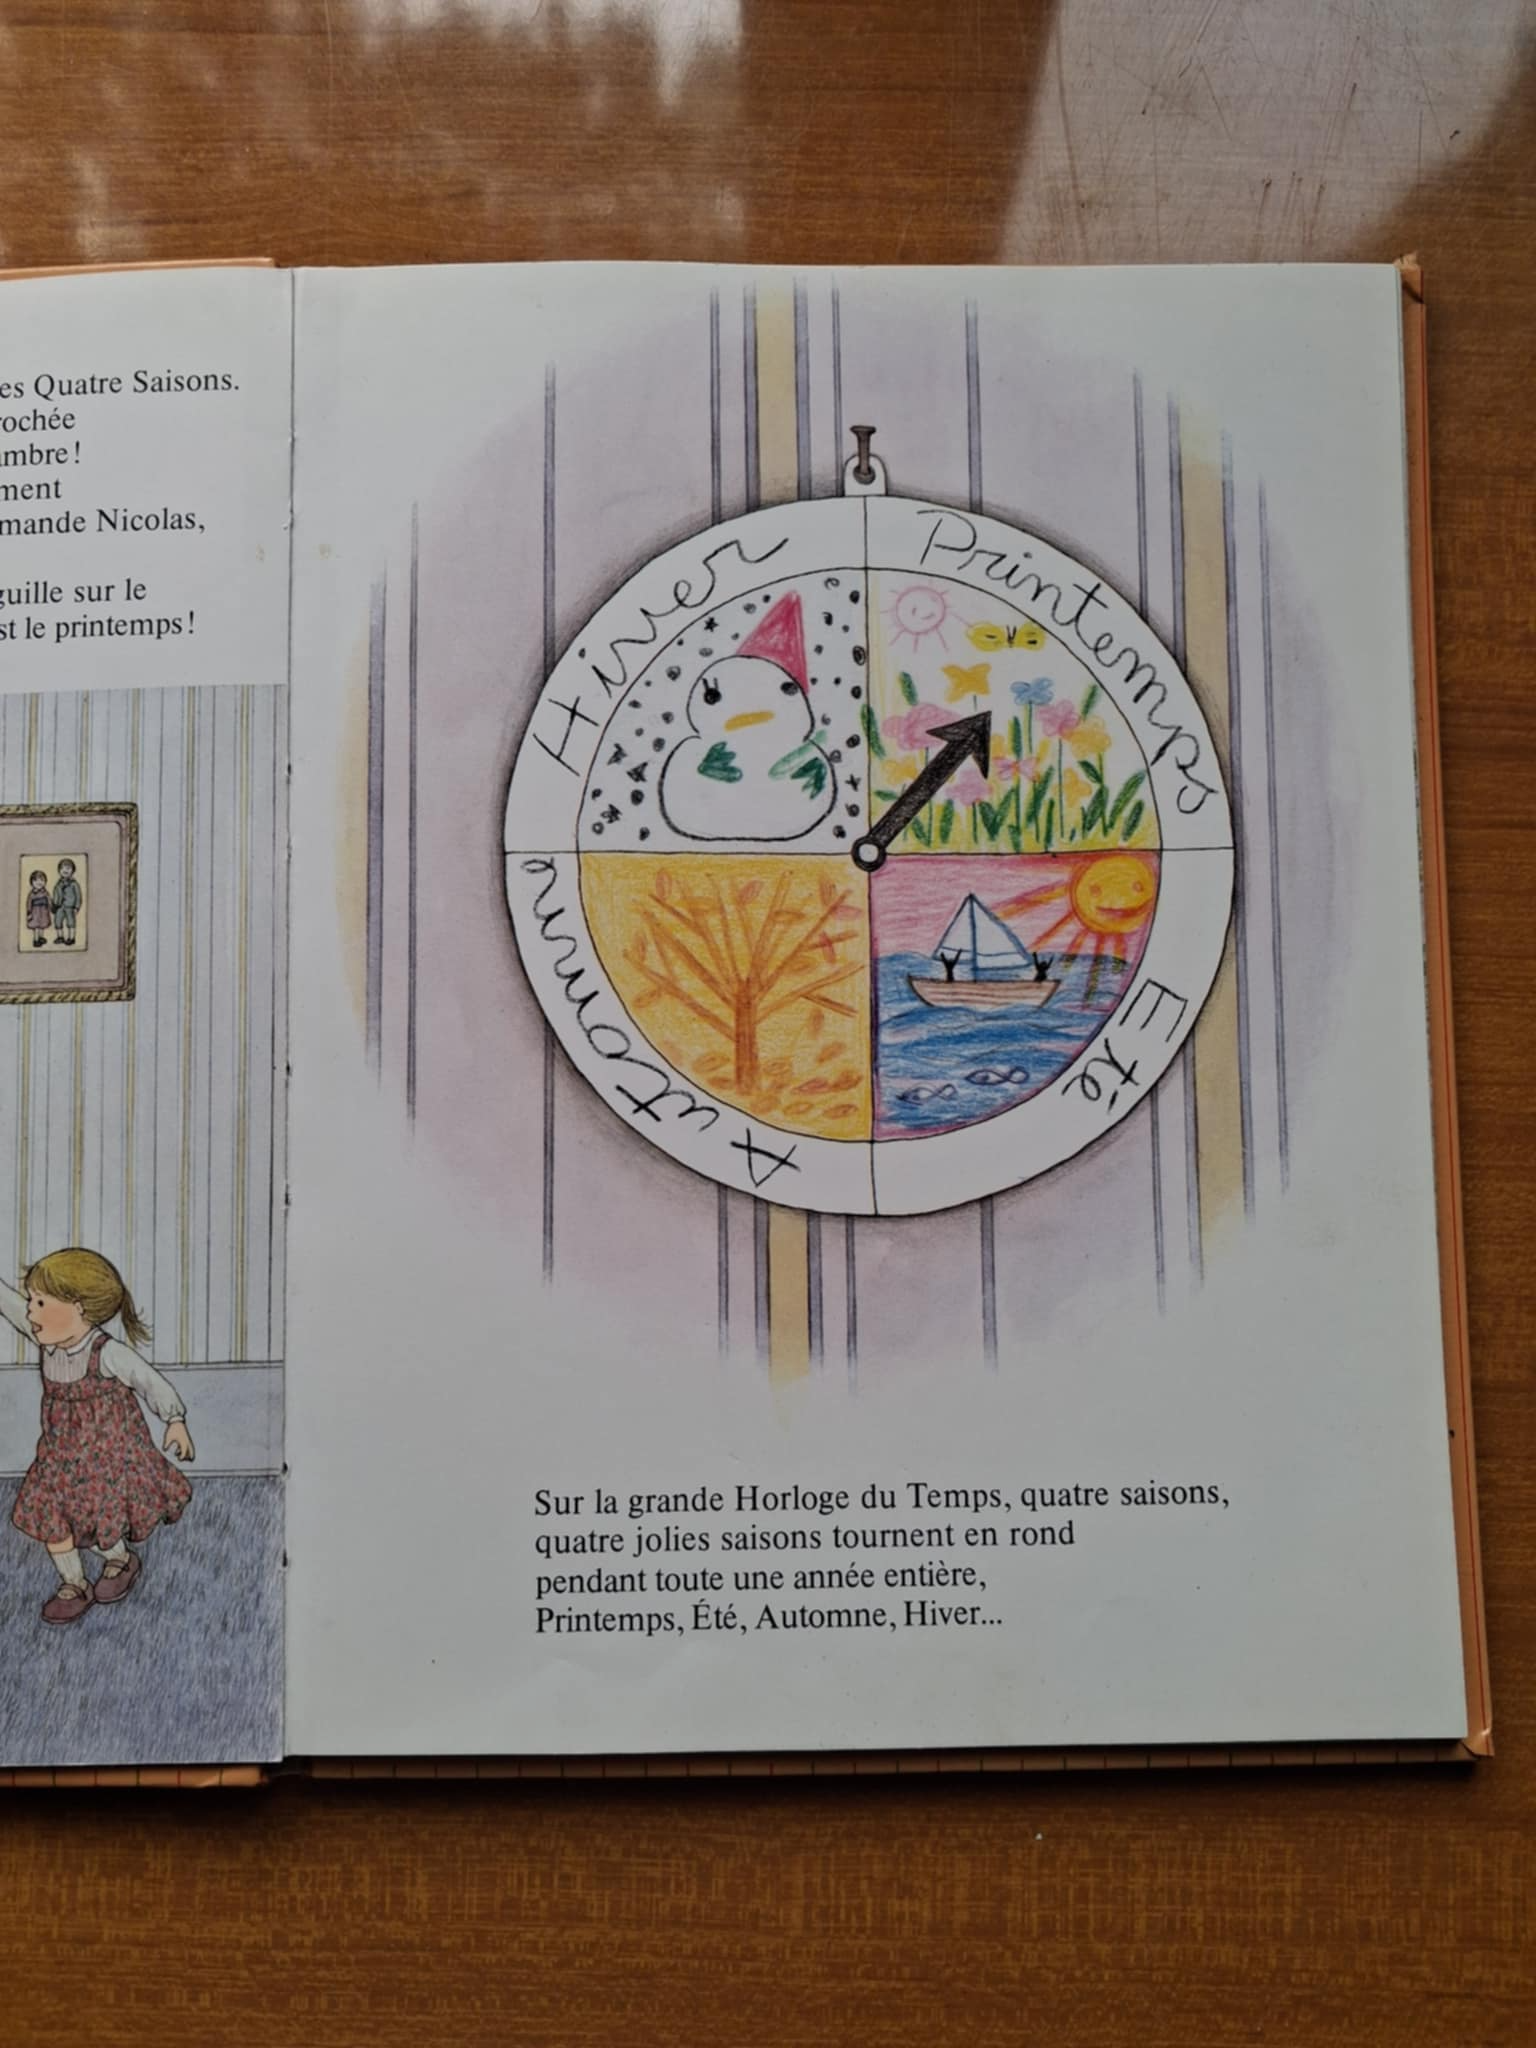 es Quatre Saisons.
rochée
ambre!
ment
mande Nicolas,
guille sur le
st le printemps!
Hiver
Printemps
Eté
Automne
Sur la grande Horloge du Temps, quatre saisons,
quatre jolies saisons tournent en rond
pendant toute une année entière,
Printemps, Été, Automne, Hiver...